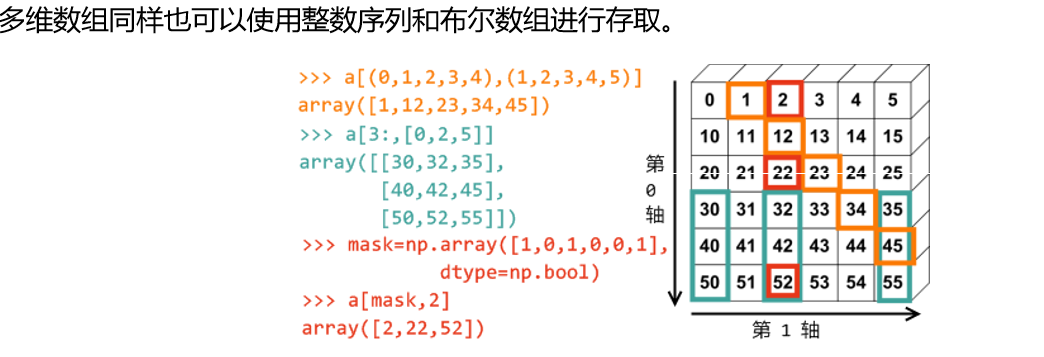 多维数组同样也可以使用整数序列和布尔数组进行存取。
>>> a[(0,1,2,3,4),(1,2,3,4,5)]
array([1,12,23,34,45])
>>> a[3:,[0,2,5]]
array([[30,32,35],
[40,42,45],
[50,52,55]])
>>> mask=np.array([1,0,1,0,0,1],
dtype=np.bool)
>>> a[mask,2]
array([2,22,52])
第0轴
0 1 2 3 4 5
10 11 12 13 14 15
20 21 22 23 24 25
30 31 32 33 34 35
40 41 42 43 44 45
50 51 52 53 54 55
第 1 轴